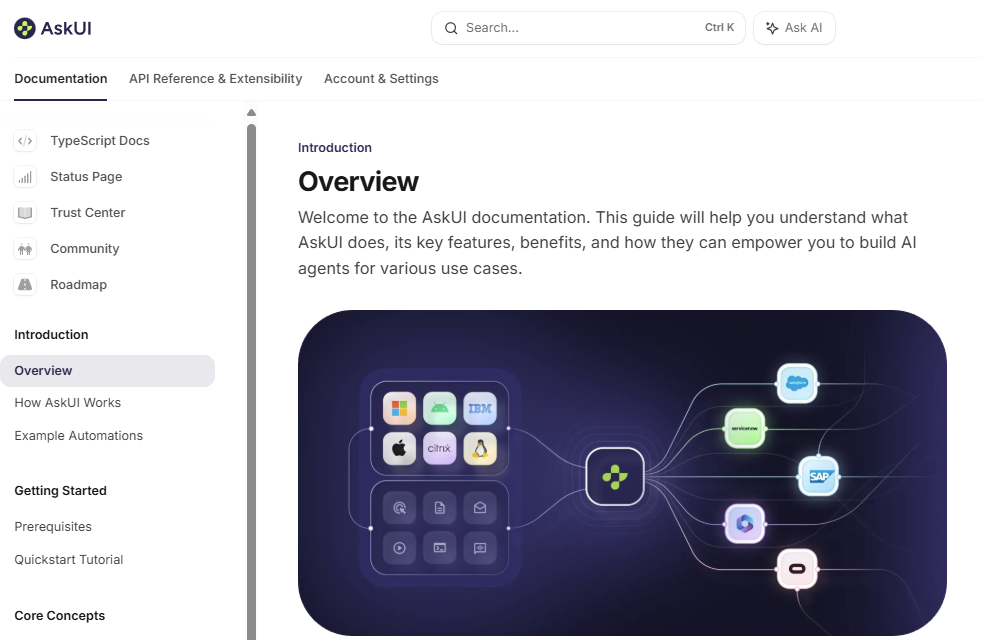 AskUI
Search...
Ctrl K
Ask AI
Documentation
API Reference & Extensibility
Account & Settings
TypeScript Docs
Status Page
Trust Center
Community
Roadmap
Introduction
Overview
How AskUI Works
Example Automations
Getting Started
Prerequisites
Quickstart Tutorial
Core Concepts
Introduction
Overview
Welcome to the AskUI documentation. This guide will help you understand what
AskUI does, its key features, benefits, and how they can empower you to build AI
agents for various use cases.
IBM
citrix
salesforce
servicenow
SAP